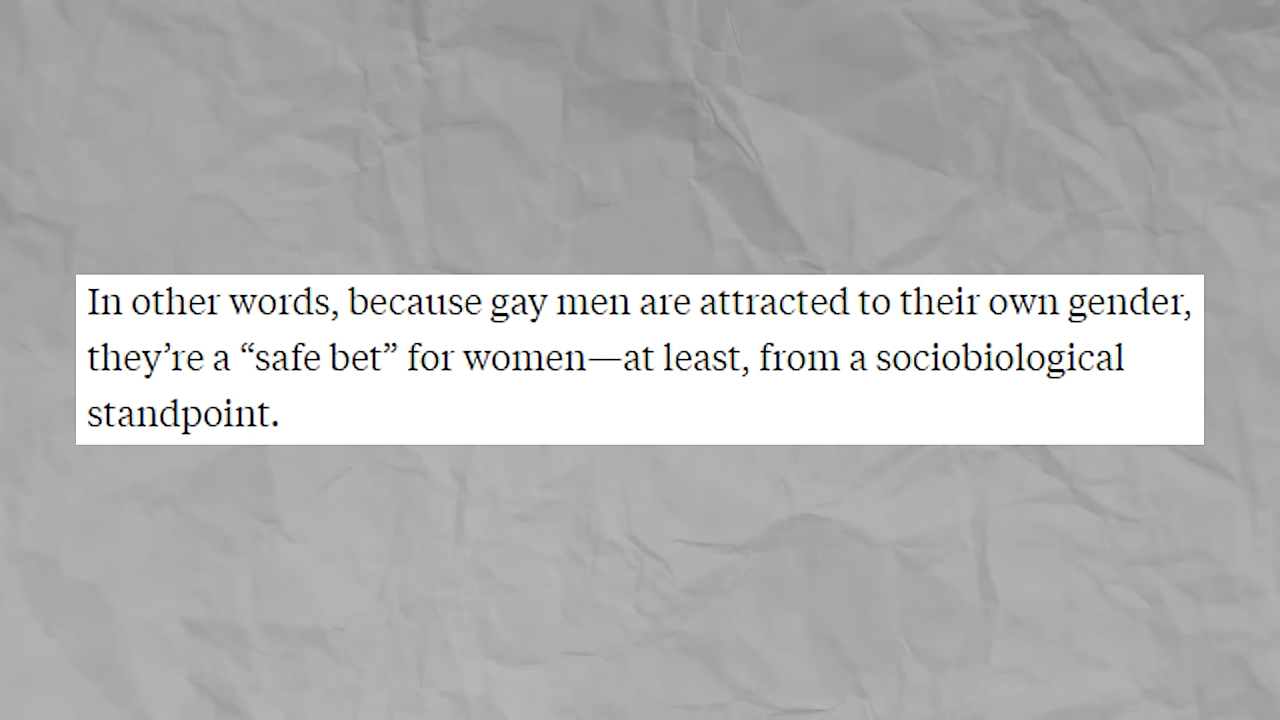 In other words, because gay men are attracted to their own gender,
they’re a “safe bet” for women—at least, from a sociobiological
standpoint.